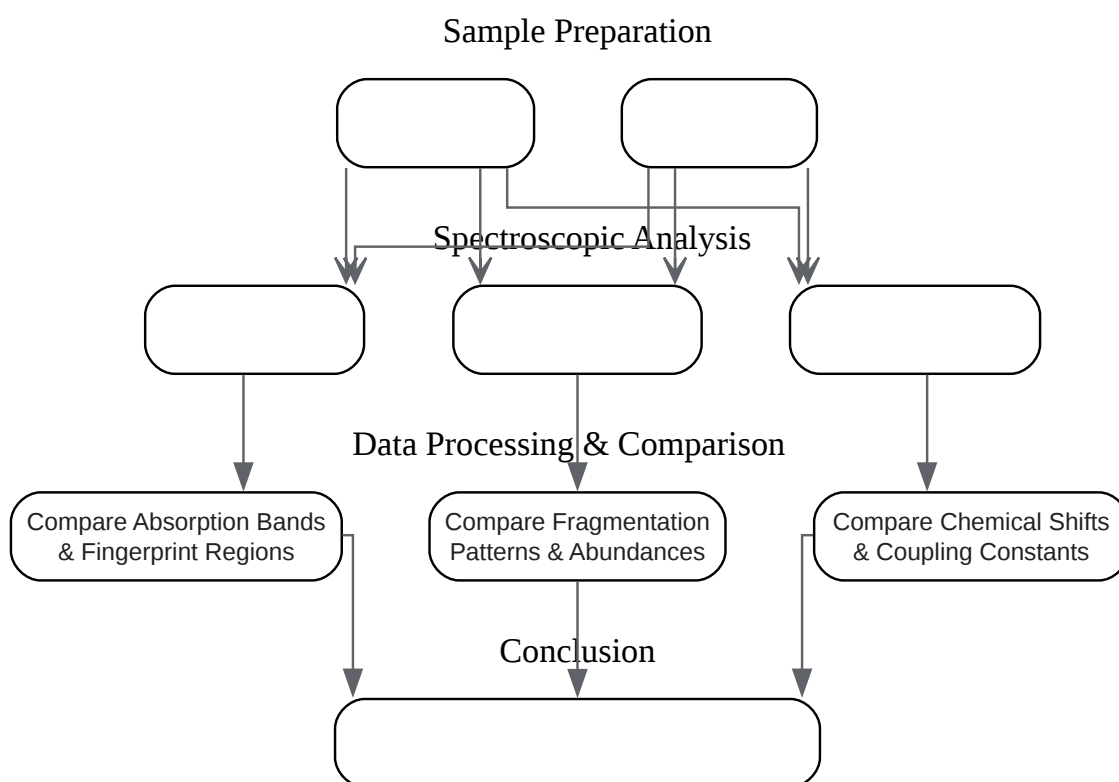 Sample Preparation
Spectroscopic Analysis
Data Processing & Comparison
Compare Absorption Bands
& Fingerprint Regions
Compare Fragmentation
Patterns & Abundances
Compare Chemical Shifts
& Coupling Constants
Conclusion